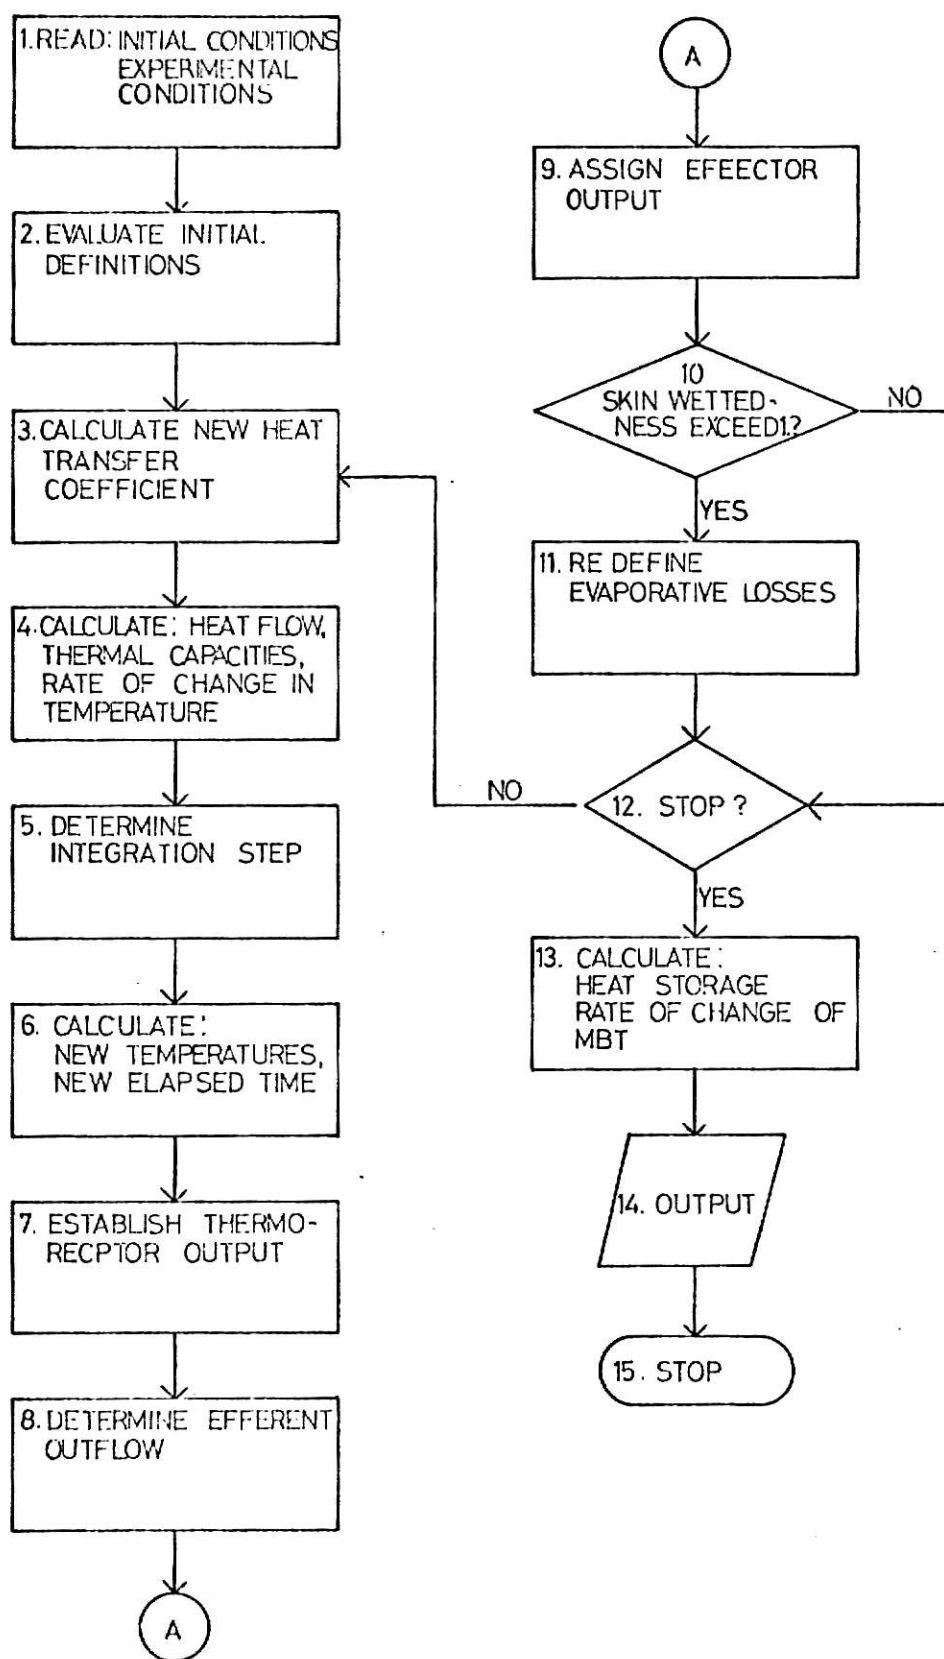 1.READ: INITIAL CONDITIONS
EXPERIMENTAL
CONDITIONS
2. EVALUATE INITIAL
DEFINITIONS
3. CALCULATE NEW HEAT
TRANSFER
COEFFICIENT
4. CALCULATE: HEAT FLOW,
THERMAL CAPACITIES,
RATE OF CHANGE IN
TEMPERATURE
5. DETERMINE
INTEGRATION STEP
6. CALCULATE:
NEW TEMPERATURES,
NEW ELAPSED TIME
7. ESTABLISH THERMO-
RECPTOR OUTPUT
8. DETERMINE EFFERENT
OUTFLOW
A
A
9. ASSIGN EFEECTOR
OUTPUT
10
SKIN WETTED-
NESS EXCEED1.?
NO
YES
11. RE DEFINE
EVAPORATIVE LOSSES
NO
12. STOP ?
YES
13. CALCULATE:
HEAT STORAGE
RATE OF CHANGE OF
MBT
14. OUTPUT
15. STOP